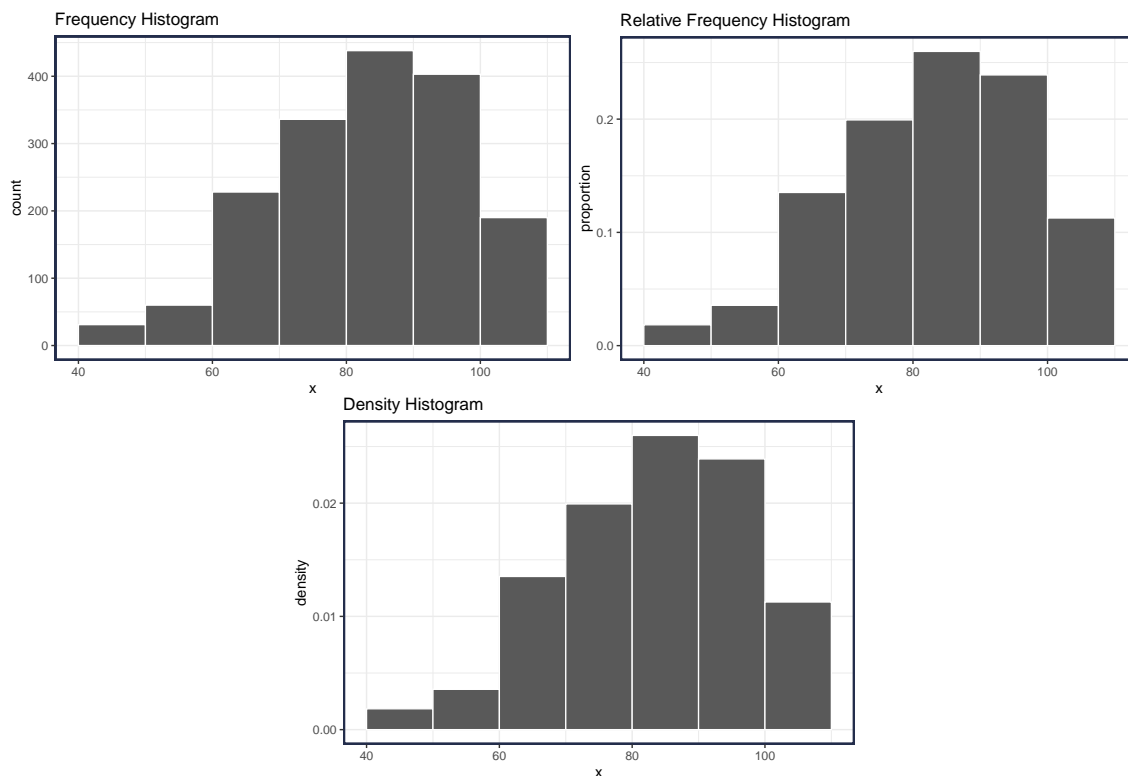 Frequency Histogram
count
400
300
200
100
0
40
60
80
100
x
Relative Frequency Histogram
proportion
0.2
0.1
0.0
40
60
80
100
x
Density Histogram
density
0.02
0.01
0.00
40
60
80
100
x